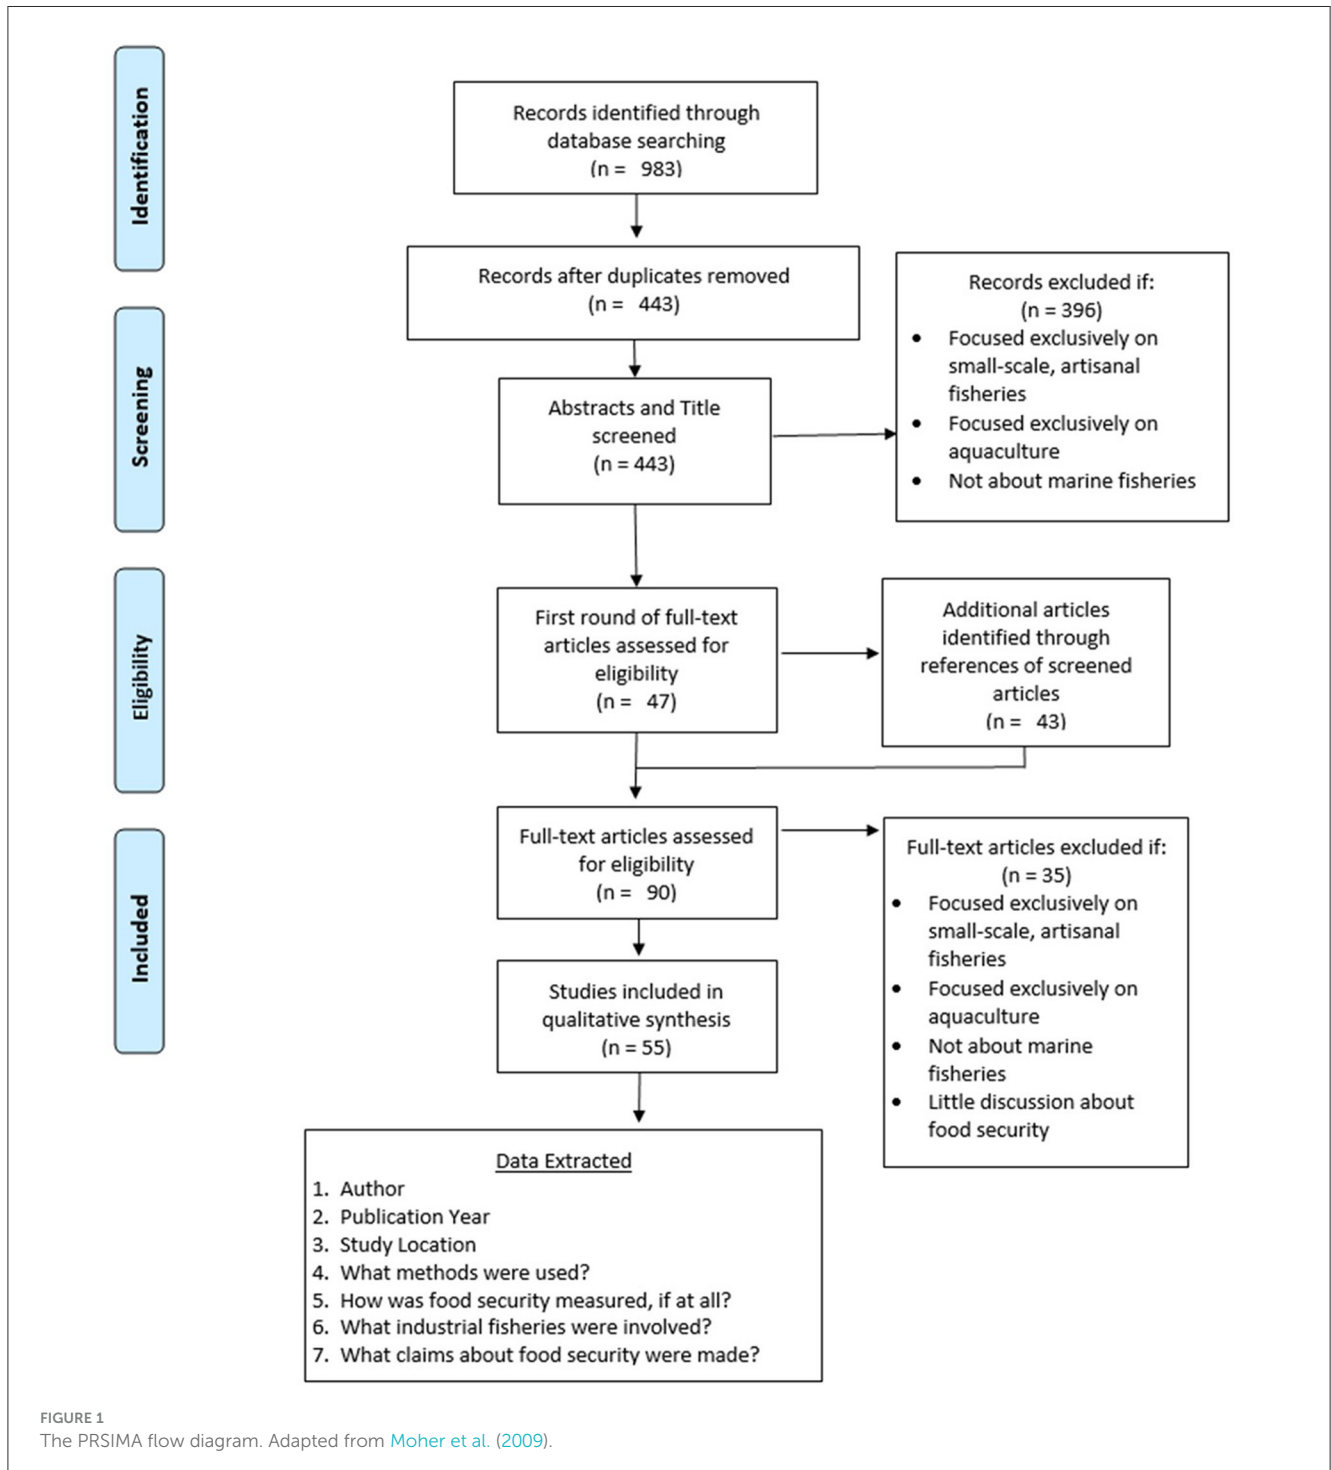 Identification
Records identified through
database searching
(n = 983)
Records after duplicates removed
(n = 443)
Screening
Abstracts and Title
screened
(n = 443)
Records excluded if:
(n = 396)
• Focused exclusively on
small-scale, artisanal
fisheries
• Focused exclusively on
aquaculture
• Not about marine fisheries
Eligibility
First round of full-text
articles assessed for
eligibility
(n = 47)
Additional articles
identified through
references of screened
articles
(n = 43)
Included
Full-text articles assessed
for eligibility
(n = 90)
Full-text articles excluded if:
(n = 35)
• Focused exclusively on
small-scale, artisanal
fisheries
• Focused exclusively on
aquaculture
• Not about marine
fisheries
• Little discussion about
food security
Studies included in
qualitative synthesis
(n = 55)
Data Extracted
1. Author
2. Publication Year
3. Study Location
4. What methods were used?
5. How was food security measured, if at all?
6. What industrial fisheries were involved?
7. What claims about food security were made?
FIGURE 1
The PRSIMA flow diagram. Adapted from Moher et al. (2009).